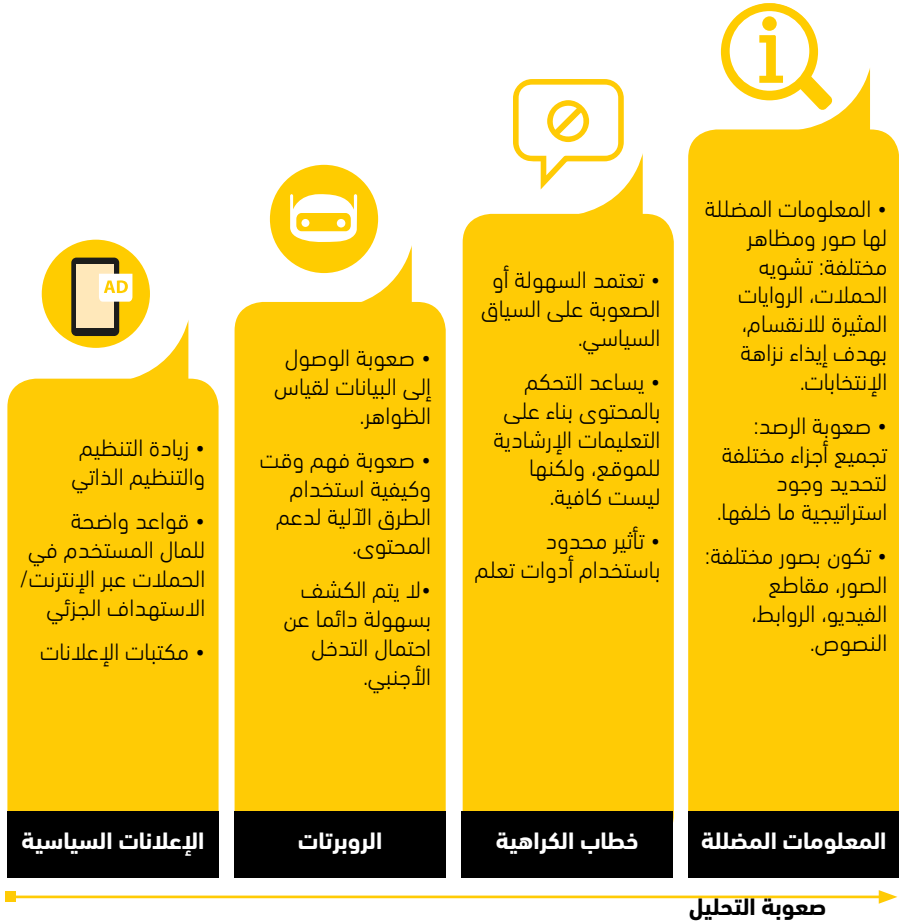 • المعلومات المضللة
لها صور ومظاهر
مختلفة: تشويه
الحملات، الروايات
المثيرة للانقسام،
بهدف إيذاء نزاهة
الإنتخابات.
• صعوبة الرصد:
تجميع أجزاء مختلفة
لتحديد وجود
استراتيجية ما خلفها.
• تكون بصور مختلفة:
الصور، مقاطع
الفيديو، الروابط،
النصوص.
المعلومات المضللة
• تعتمد السهولة أو
الصعوبة على السياق
السياسي.
• يساعد التحكم
بالمحتوى بناء على
التعليمات الإرشادية
للموقع، ولكنها
ليست كافية.
• تأثير محدود
باستخدام أدوات تعلم
خطاب الكراهية
• صعوبة الوصول
إلى البيانات لقياس
الظواهر.
• صعوبة فهم وقت
وكيفية استخدام
الطرق الآلية لدعم
المحتوى.
•لا يتم الكشف
بسهولة دائما عن
احتمال التدخل
الأجنبي.
الروبرتات
AD
• زيادة التنظيم
والتنظيم الذاتي
• قواعد واضحة
للمال المستخدم في
الحملات عبر الإنترنت/
الاستهداف الجزئي
• مكتبات الإعلانات
الإعلانات السياسية
صعوبة التحليل